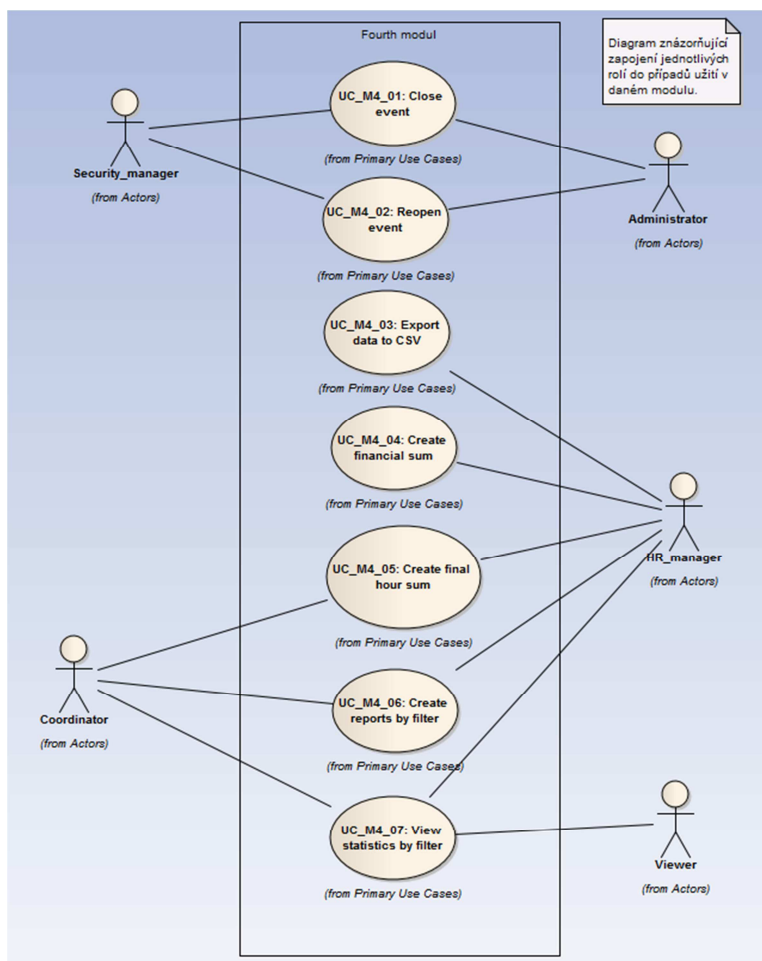 Fourth modul
Diagram znázorňující
zapojení jednotlivých
rolí do případů užití v
daném modulu.
UC_M4_01: Close
event
(from Primary Use Cases)
Security_manager
(from Actors)
Administrator
(from Actors)
UC_M4_02: Reopen
event
(from Primary Use Cases)
UC_M4_03: Export
data to CSV
(from Primary Use Cases)
UC_M4_04: Create
financial sum
(from Primary Use Cases)
HR_manager
(from Actors)
UC_M4_05: Create final
hour sum
(from Primary Use Cases)
Coordinator
(from Actors)
UC_M4_06: Create
reports by filter
(from Primary Use Cases)
UC_M4_07: View
statistics by filter
(from Primary Use Cases)
Viewer
(from Actors)